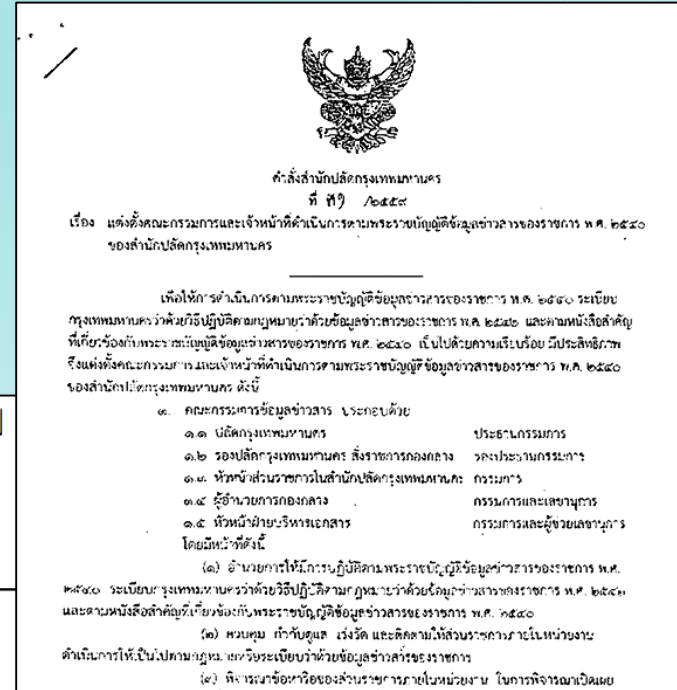 คำสั่งสำนักปลัดกรุงเทพมหานคร
ที่ /๒๕๕๙
เรื่อง แต่งตั้งคณะกรรมการและเจ้าหน้าที่ดำเนินการตามพระราชบัญญัติข้อมูลข่าวสารของราชการ พ.ศ. ๒๕๔๐
ของสำนักปลัดกรุงเทพมหานคร
เพื่อให้การดำเนินการตามพระราชบัญญัติข้อมูลข่าวสารของราชการ พ.ศ. ๒๕๔๐ ระเบียบ
กรุงเทพมหานครว่าด้วยวิธีปฏิบัติตามกฎหมายว่าด้วยข้อมูลข่าวสารของราชการ พ.ศ. และตามหนังสือสำคัญ
ที่เกี่ยวข้องกับพระราชบัญญัติข้อมูลข่าวสารของราชการ พ.ศ. ๒๕๔๐ เป็นไปด้วยความเรียบร้อย มีประสิทธิภาพ
จึงแต่งตั้งคณะกรรมการและเจ้าหน้าที่ดำเนินการตามพระราชบัญญัติข้อมูลข่าวสารของราชการ พ.ศ. ๒๕๔๐
ของสำนักปลัดกรุงเทพมหานคร ดังนี้
๑. คณะกรรมการข้อมูลข่าวสาร ประกอบด้วย
๑.๑ ปลัดกรุงเทพมหานคร ประธานกรรมการ
๑.๒ รองปลัดกรุงเทพมหานคร สั่งราชการกองกลาง รองประธานกรรมการ
๑.๓ หัวหน้าส่วนราชการในสำนักปลัดกรุงเทพมหานคร กรรมการ
๑.๔ ผู้อำนวยการกองกลาง กรรมการและเลขานุการ
๑.๕ หัวหน้าฝ่ายบริหารเอกสาร กรรมการและผู้ช่วยเลขานุการ
โดยมีหน้าที่ดังนี้
(๑) อำนวยการให้มีการปฏิบัติตามพระราชบัญญัติข้อมูลข่าวสารของราชการ พ.ศ.
๒๕๔๐ ระเบียบกรุงเทพมหานครว่าด้วยวิธีปฏิบัติตามกฎหมายว่าด้วยข้อมูลข่าวสารของราชการ พ.ศ.
และตามหนังสือสำคัญที่เกี่ยวข้องกับพระราชบัญญัติข้อมูลข่าวสารของราชการ พ.ศ. ๒๕๔๐
(๒) ควบคุม กำกับดูแล เร่งรัด และติดตามให้ส่วนราชการภายในหน่วยงาน
ดำเนินการให้เป็นไปตามกฎหมายหรือระเบียบว่าด้วยข้อมูลข่าวสารของราชการ
(๓) พิจารณาข้อหารือของส่วนราชการภายในหน่วยงาน ในการพิจารณาเปิดเผย